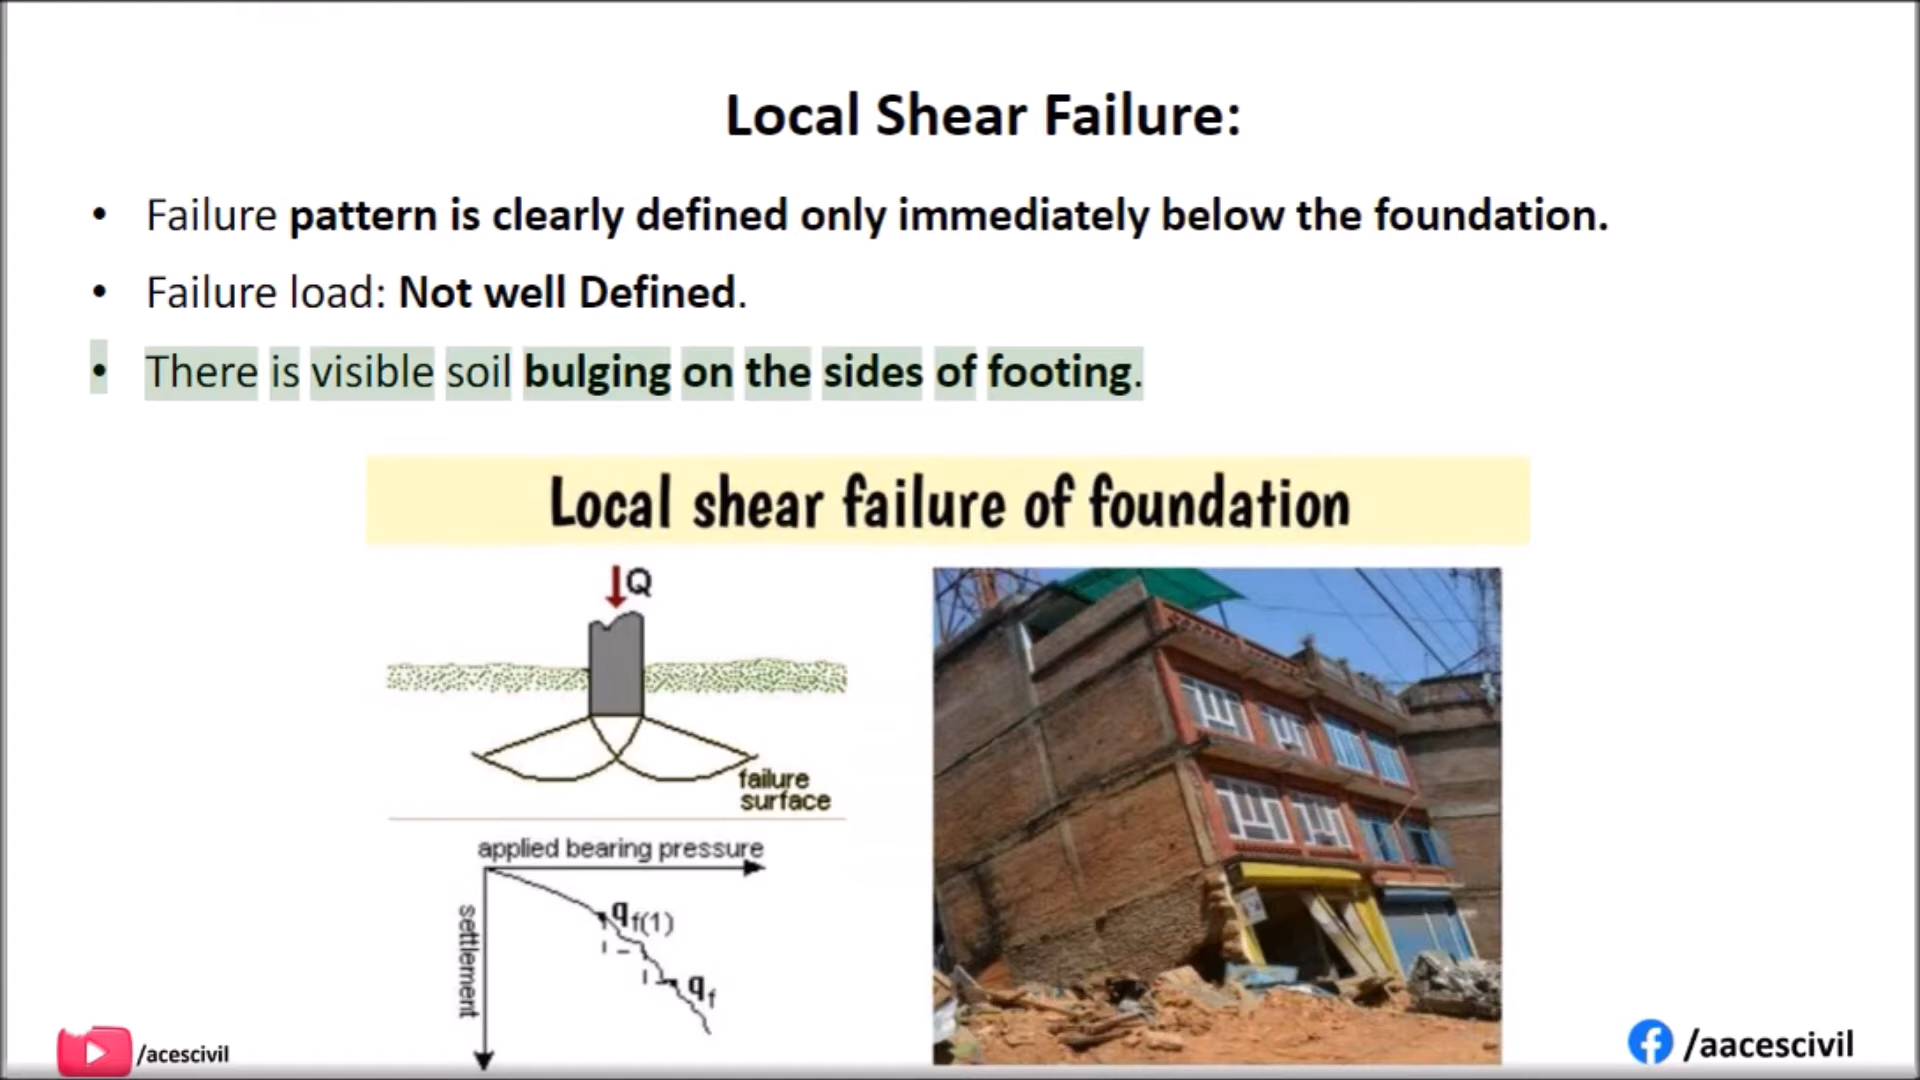 Local Shear Failure:
• Failure pattern is clearly defined only immediately below the foundation.
• Failure load: Not well Defined.
• There is visible soil bulging on the sides of footing.
Local shear failure of foundation
Q
failure
surface
applied bearing pressure
settlement
qf(1)
qf
/acescivil
/aacescivil